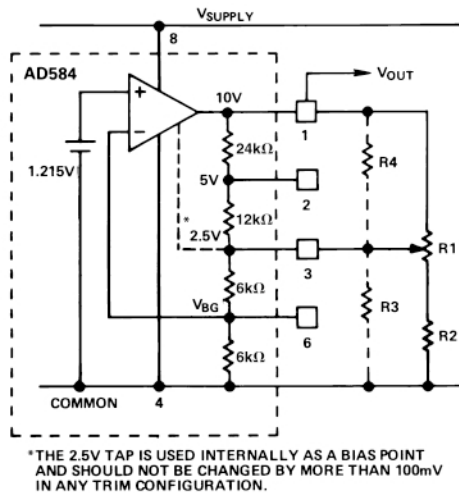 VSUPPLY
8
AD584
VOUT
+
10V
1
−
24kΩ
R4
5V
1.215V
2
12kΩ
*
2.5V
3
R1
6kΩ
VBG
R3
6
R2
6kΩ
COMMON
4
*THE 2.5V TAP IS USED INTERNALLY AS A BIAS POINT
AND SHOULD NOT BE CHANGED BY MORE THAN 100mV
IN ANY TRIM CONFIGURATION.